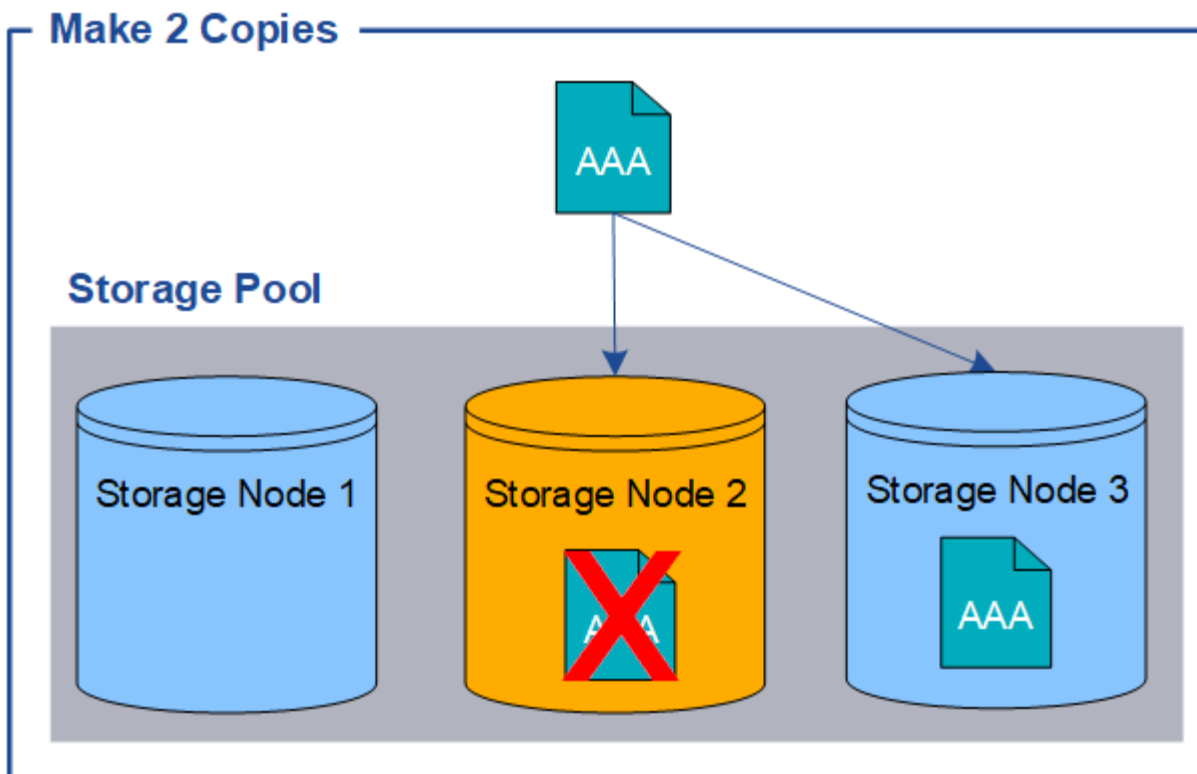 Make 2 Copies
AAA
Storage Pool
Storage Node 1
Storage Node 2
Storage Node 3
AAA